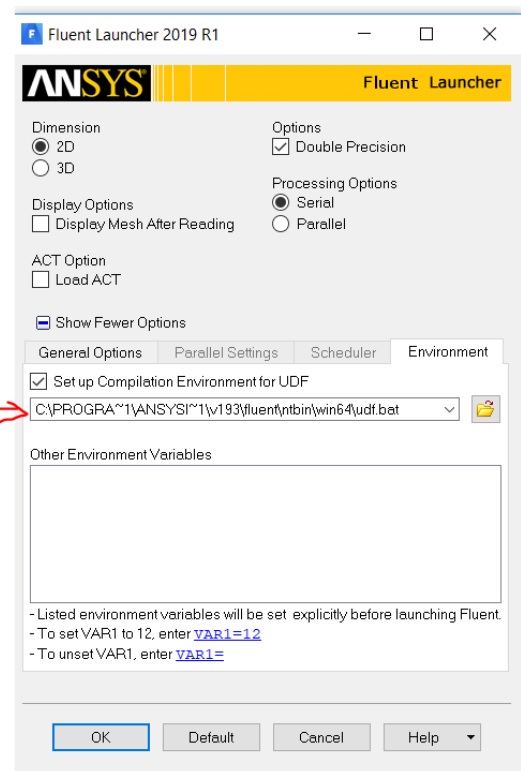 Fluent Launcher 2019 R1
ANSYS Fluent Launcher
Dimension
2D
3D
Display Options
Display Mesh After Reading
ACT Option
Load ACT
Options
Double Precision
Processing Options
Serial
Parallel
Show Fewer Options
General Options Parallel Settings Scheduler Environment
Set up Compilation Environment for UDF
C:\PROGRA~1\ANSYSI~1\v193\fluent\ntbin\win64\udf.bat
Other Environment Variables
- Listed environment variables will be set explicitly before launching Fluent.
- To set VAR1 to 12, enter VAR1=12
- To unset VAR1, enter VAR1=
OK Default Cancel Help